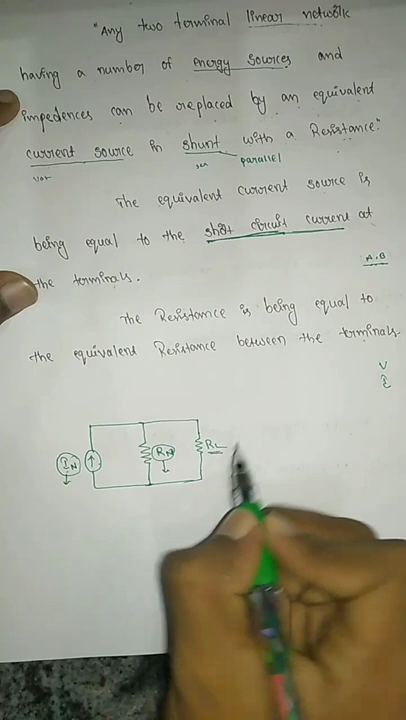 "Any two terminal linear network
having a number of energy sources and
impedences can be replaced by an equivalent
current source in shunt with a Resistance."
parallel
The equivalent current source is
being equal to the short circuit current at
the terminals.
A.B
The Resistance is being equal to
the equivalent Resistance between the terminals.
V
I
IN
RN
RL